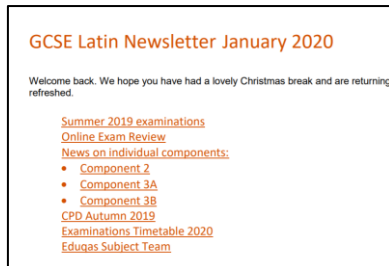 GCSE Latin Newsletter January 2020
Welcome back. We hope you have had a lovely Christmas break and are returning
refreshed.
Summer 2019 examinations
Online Exam Review
News on individual components:
• Component 2
• Component 3A
• Component 3B
CPD Autumn 2019
Examinations Timetable 2020
Eduqas Subject Team